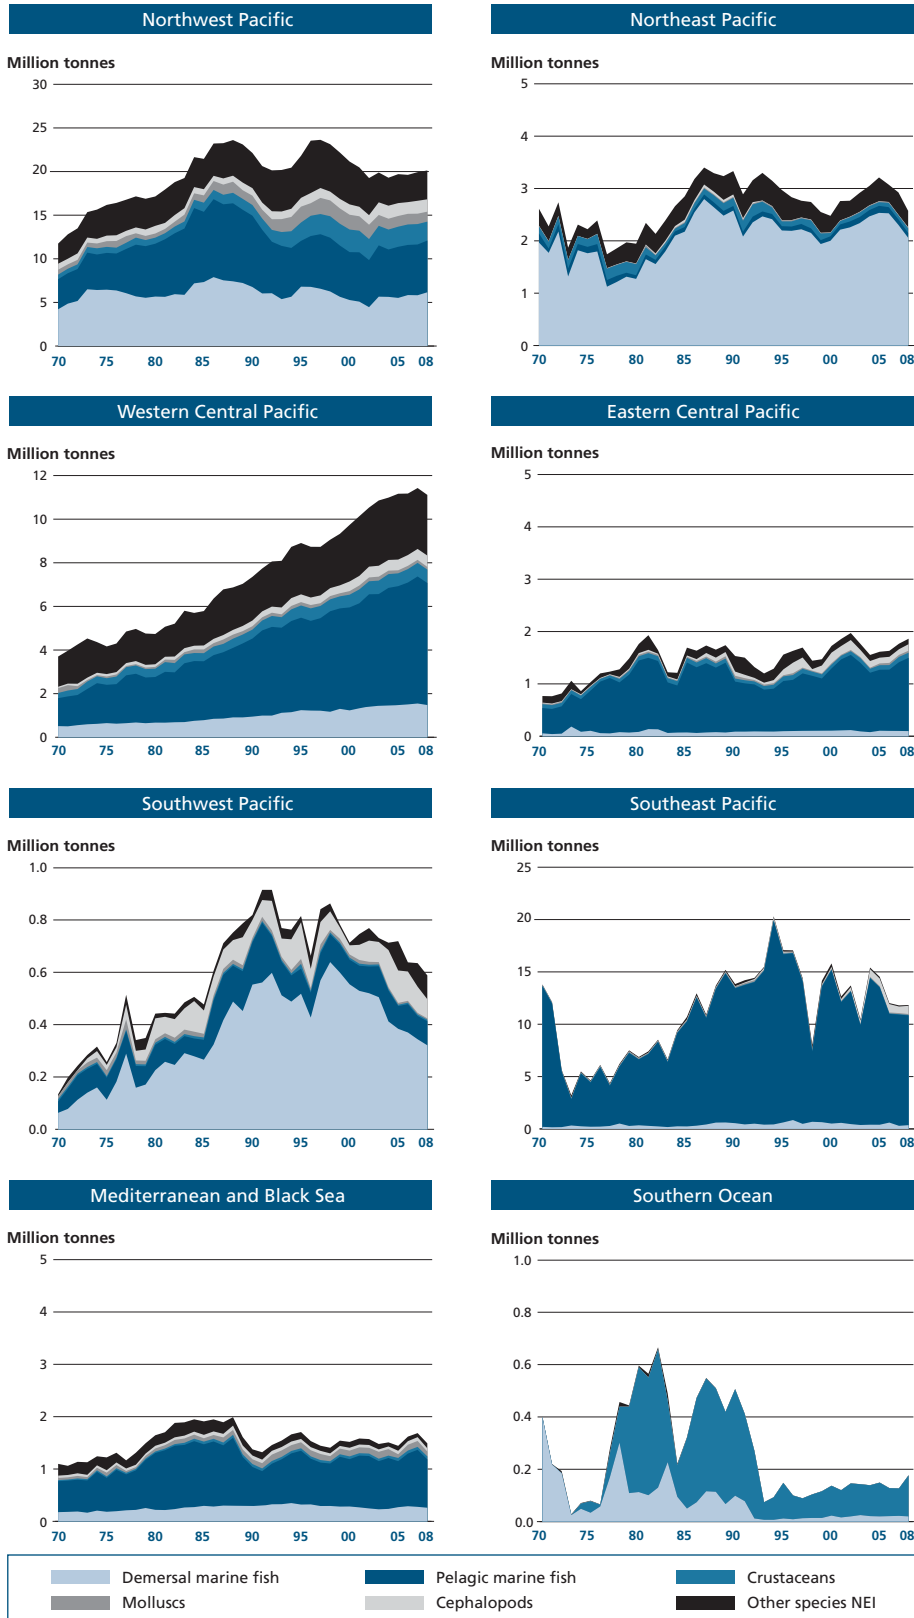 Northwest Pacific
Million tonnes
30
25
20
15
10
5
0
70 75 80 85 90 95 00 05 08
Northeast Pacific
Million tonnes
5
4
3
2
1
0
70 75 80 85 90 95 00 05 08
Western Central Pacific
Million tonnes
12
10
8
6
4
2
0
70 75 80 85 90 95 00 05 08
Eastern Central Pacific
Million tonnes
5
4
3
2
1
0
70 75 80 85 90 95 00 05 08
Southwest Pacific
Million tonnes
1.0
0.8
0.6
0.4
0.2
0.0
70 75 80 85 90 95 00 05 08
Southeast Pacific
Million tonnes
25
20
15
10
5
0
70 75 80 85 90 95 00 05 08
Mediterranean and Black Sea
Million tonnes
5
4
3
2
1
0
70 75 80 85 90 95 00 05 08
Southern Ocean
Million tonnes
1.0
0.8
0.6
0.4
0.2
0.0
70 75 80 85 90 95 00 05 08
Demersal marine fish Pelagic marine fish Crustaceans
Molluscs Cephalopods Other species NEI